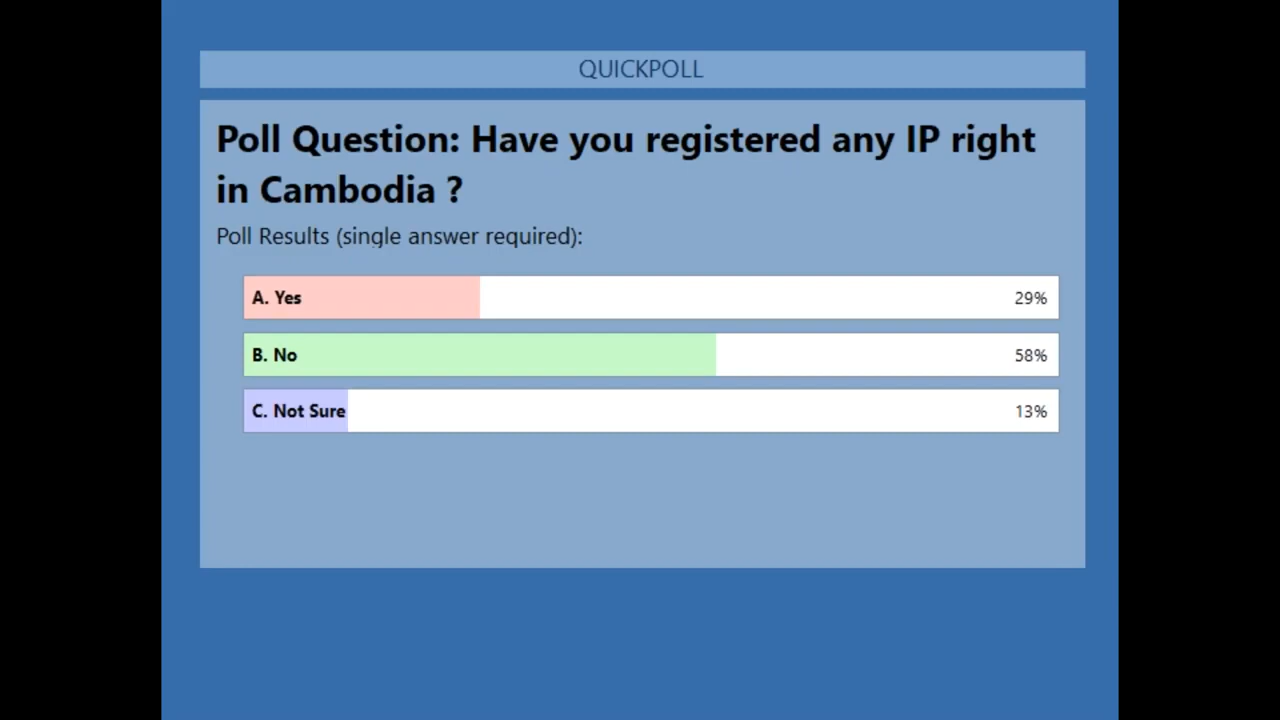 QUICKPOLL
Poll Question: Have you registered any IP right
in Cambodia ?
Poll Results (single answer required):
A. Yes 29%
B. No 58%
C. Not Sure 13%